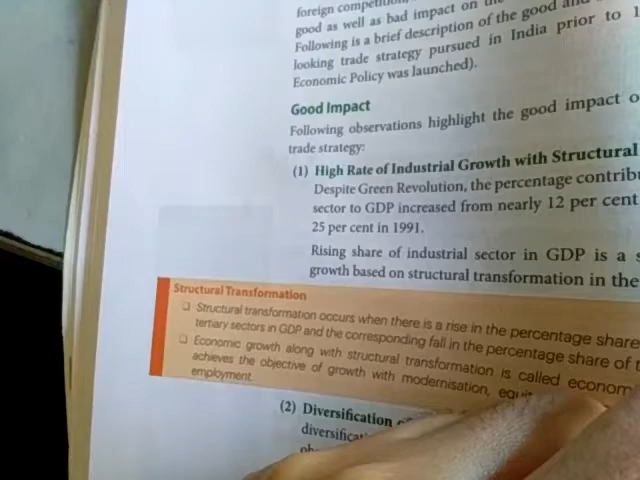 foreign competition
good as well as bad impact on the
Following is a brief description of the good and
looking trade strategy pursued in India prior to 1
Economic Policy was launched).
Good Impact
Following observations highlight the good impact o
trade strategy:
(1) High Rate of Industrial Growth with Structural
Despite Green Revolution, the percentage contribu
sector to GDP increased from nearly 12 per cent
25 per cent in 1991.
Rising share of industrial sector in GDP is a s
growth based on structural transformation in the
Structural Transformation
❑ Structural transformation occurs when there is a rise in the percentage share
tertiary sectors in GDP and the corresponding fall in the percentage share of t
❑ Economic growth along with structural transformation is called econom
achieves the objective of growth with modernisation, equit
employment.
(2) Diversification
diversificat